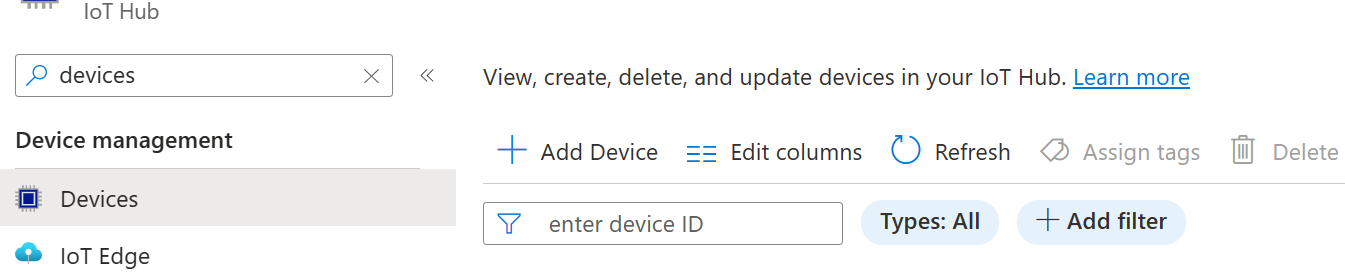 IoT Hub
devices
Device management
Devices
IoT Edge
View, create, delete, and update devices in your IoT Hub. Learn more
Add Device Edit columns Refresh Assign tags Delete
enter device ID Types: All Add filter